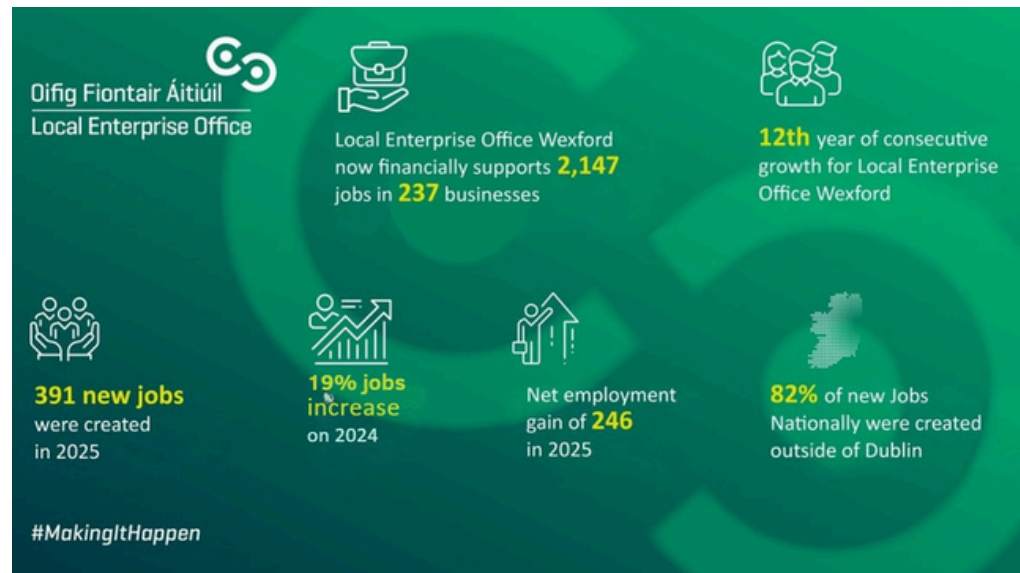 Oifig Fiontair Áitiúil
Local Enterprise Office
Local Enterprise Office Wexford
now financially supports 2,147
jobs in 237 businesses
12th year of consecutive
growth for Local Enterprise
Office Wexford
391 new jobs
were created
in 2025
19% jobs
increase
on 2024
Net employment
gain of 246
in 2025
82% of new Jobs
Nationally were created
outside of Dublin
#MakingItHappen